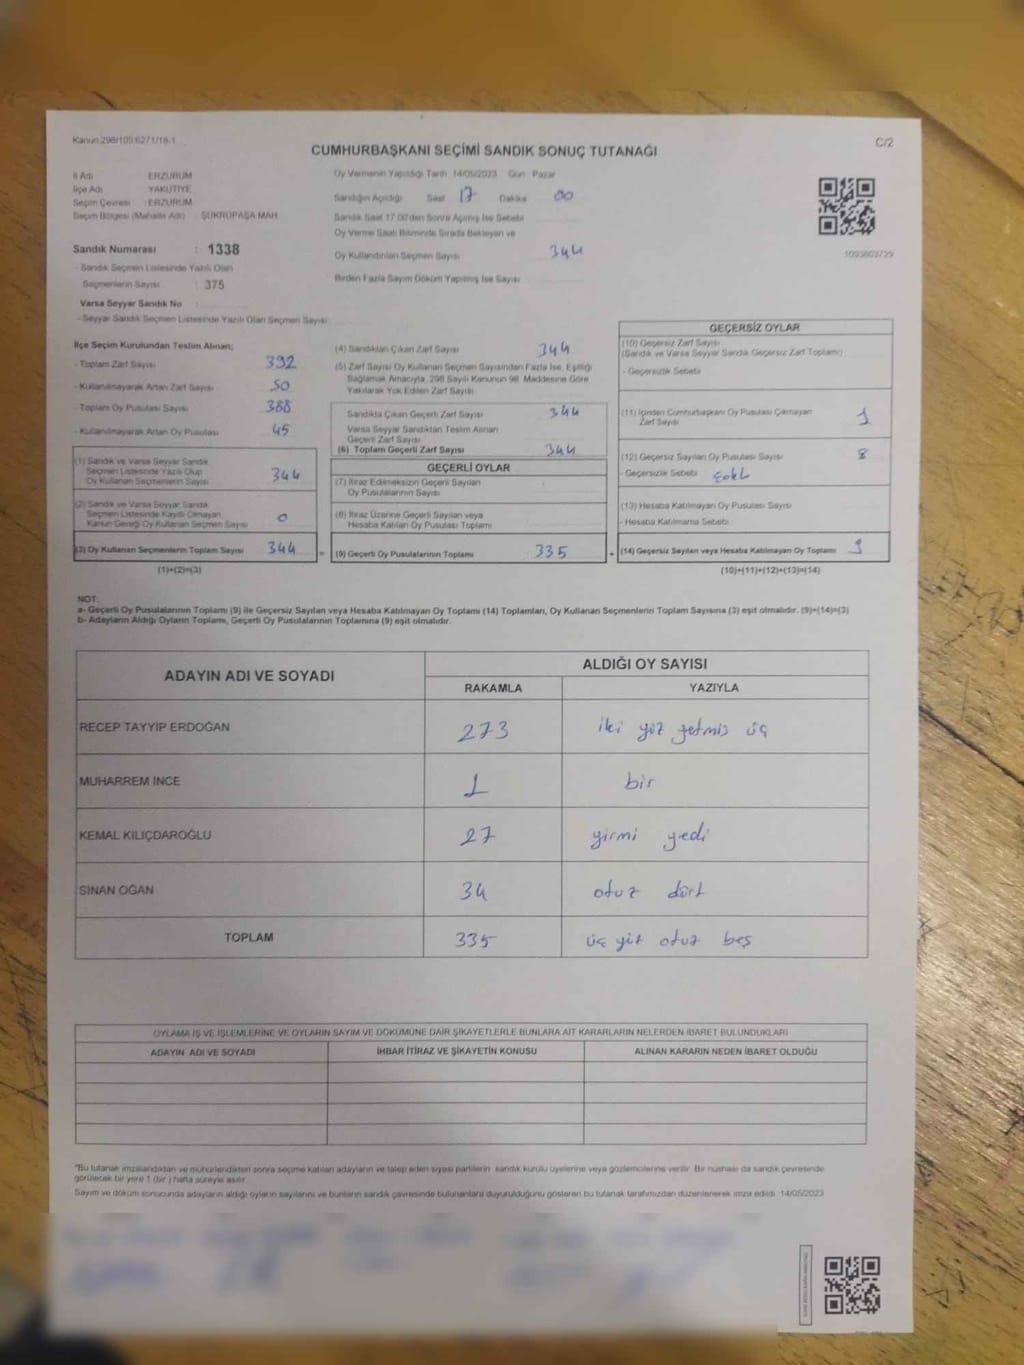 Kanun:298/105;6271/18-1
C/2
CUMHURBAŞKANI SEÇİMİ SANDIK SONUÇ TUTANAĞI
İl Adı : ERZURUM
İlçe Adı : YAKUTİYE
Seçim Çevresi : ERZURUM
Seçim Bölgesi (Mahalle Adı) : ŞÜKRÜPAŞA MAH.
Sandık Numarası : 1338
- Sandık Seçmen Listesinde Yazılı Olan
Seçmenlerin Sayısı : 375
Varsa Seyyar Sandık No :
- Seyyar Sandık Seçmen Listesinde Yazılı Olan Seçmen Sayısı
Oy Vermenin Yapıldığı Tarih 14/05/2023 Gün : Pazar
Sandığın Açıldığı Saat 17 Dakika 00
Sandık Saat 17.00'den Sonra Açılmış İse Sebebi
Oy Verme Saati Bitiminde Sırada Bekleyen ve
Oy Kullandırılan Seçmen Sayısı 344
Birden Fazla Sayım Döküm Yapılmış İse Sayısı
1093603729
İlçe Seçim Kurulundan Teslim Alınan;
- Toplam Zarf Sayısı 392
- Kullanılmayarak Artan Zarf Sayısı 50
- Toplam Oy Pusulası Sayısı 388
- Kullanılmayarak Artan Oy Pusulası 45
(1) Sandık ve Varsa Seyyar Sandık
Seçmen Listesinde Yazılı Olup
Oy Kullanan Seçmenlerin Sayısı 344
(2) Sandık ve Varsa Seyyar Sandık
Seçmen Listesinde Kayıtlı Olmayan
Kanun Gereği Oy Kullanan Seçmen Sayısı 0
(3) Oy Kullanan Seçmenlerin Toplam Sayısı 344 =
(1)+(2)=(3)
(4) Sandıktan Çıkan Zarf Sayısı 344
(5) Zarf Sayısı Oy Kullanan Seçmen Sayısından Fazla İse, Eşitliği
Sağlamak Amacıyla, 298 Sayılı Kanunun 98. Maddesine Göre
Yakılarak Yok Edilen Zarf Sayısı
Sandıkta Çıkan Geçerli Zarf Sayısı 344
Varsa Seyyar Sandıktan Teslim Alınan
Geçerli Zarf Sayısı
(6) Toplam Geçerli Zarf Sayısı 344
GEÇERLİ OYLAR
(7) İtiraz Edilmeksizin Geçerli Sayılan
Oy Pusulalarının Sayısı
(8) İtiraz Üzerine Geçerli Sayılan veya
Hesaba Katılan Oy Pusulası Toplamı
(9) Geçerli Oy Pusulalarının Toplamı 335 +
GEÇERSİZ OYLAR
(10) Geçersiz Zarf Sayısı
(Sandık ve Varsa Seyyar Sandık Geçersiz Zarf Toplamı)
- Geçersizlik Sebebi
(11) İçinden Cumhurbaşkanı Oy Pusulası Çıkmayan
Zarf Sayısı 1
(12) Geçersiz Sayılan Oy Pusulası Sayısı 8
- Geçersizlik Sebebi
(13) Hesaba Katılmayan Oy Pusulası Sayısı
- Hesaba Katılmama Sebebi
(14) Geçersiz Sayılan veya Hesaba Katılmayan Oy Toplamı 9
(10)+(11)+(12)+(13)=(14)
NOT:
a- Geçerli Oy Pusulalarının Toplamı (9) ile Geçersiz Sayılan veya Hesaba Katılmayan Oy Toplamı (14) Toplamları, Oy Kullanan Seçmenlerin Toplam Sayısına (3) eşit olmalıdır. (9)+(14)=(3)
b- Adayların Aldığı Oyların Toplamı, Geçerli Oy Pusulalarının Toplamına (9) eşit olmalıdır.
ADAYIN ADI VE SOYADI
ALDIĞI OY SAYISI
RAKAMLA YAZIYLA
RECEP TAYYİP ERDOĞAN 273 iki yüz yetmiş üç
MUHARREM İNCE 1 bir
KEMAL KILIÇDAROĞLU 27 yirmi yedi
SİNAN OĞAN 34 otuz dört
TOPLAM 335 üç yüz otuz beş
OYLAMA İŞ VE İŞLEMLERİNE VE OYLARIN SAYIM VE DÖKÜMÜNE DAİR ŞİKAYETLERLE BUNLARA AİT KARARLARIN NELERDEN İBARET BULUNDUKLARI
ADAYIN ADI VE SOYADI İHBAR İTİRAZ VE ŞİKAYETİN KONUSU ALINAN KARARIN NEDEN İBARET OLDUĞU
*Bu tutanak imzalandıktan ve mühürlendikten sonra seçime katılan adayların ve talep eden siyasi partilerin sandık kurulu üyelerine veya gözlemcilerine verilir. Bir nüshası da sandık çevresinde
görülecek bir yere 1 (bir) hafta süreyle asılır.
Sayım ve döküm sonucunda adayların aldığı oyların sayılarını ve bunların sandık çevresinde bulunanlara duyurulduğunu gösteren bu tutanak tarafımızdan düzenlenerek imza edildi. 14/05/2023